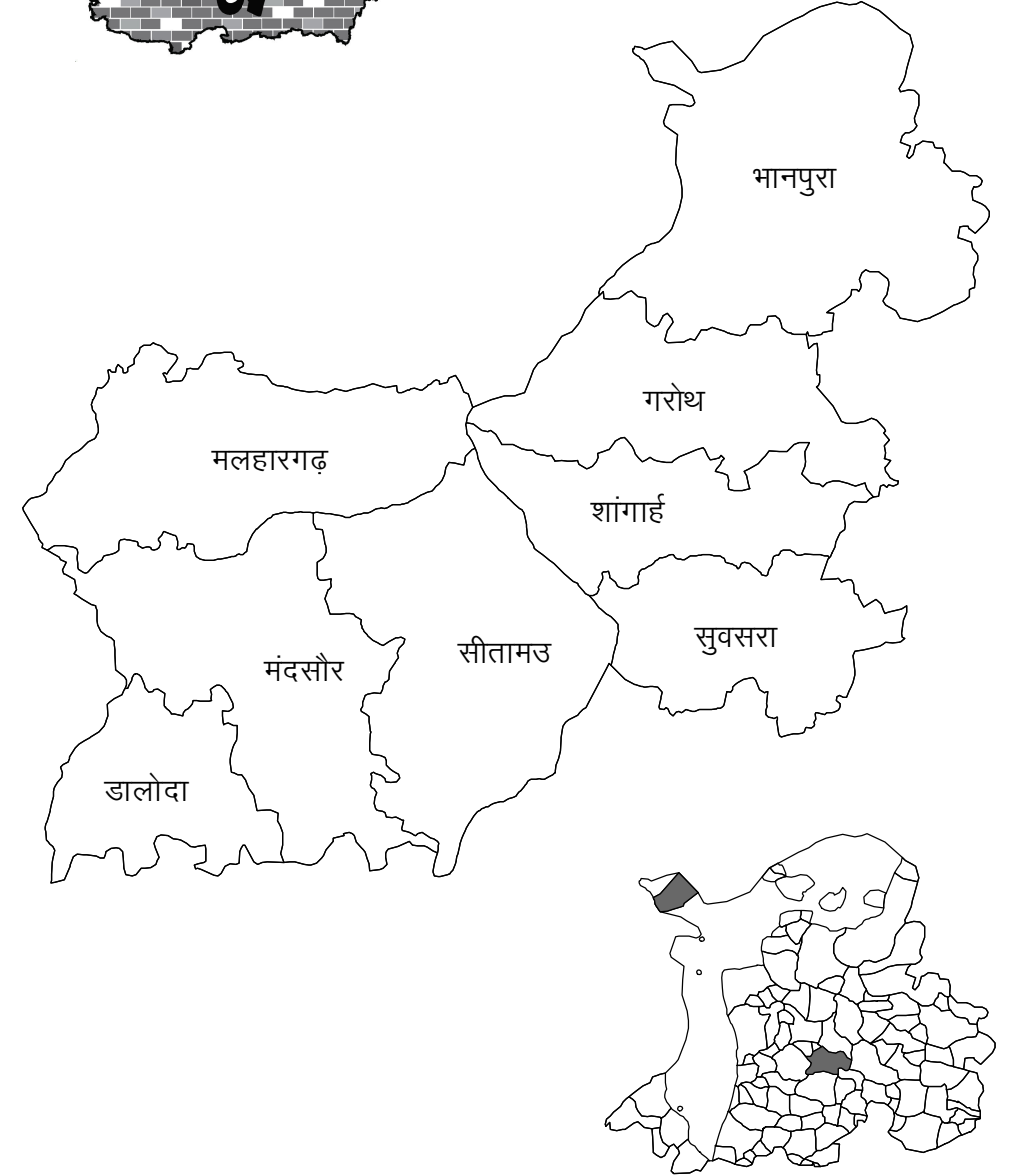 भानपुरा
गरोथ
मलहारगढ़
शांगार्ह
सुवसरा
सीतामउ
मंदसौर
डालोदा